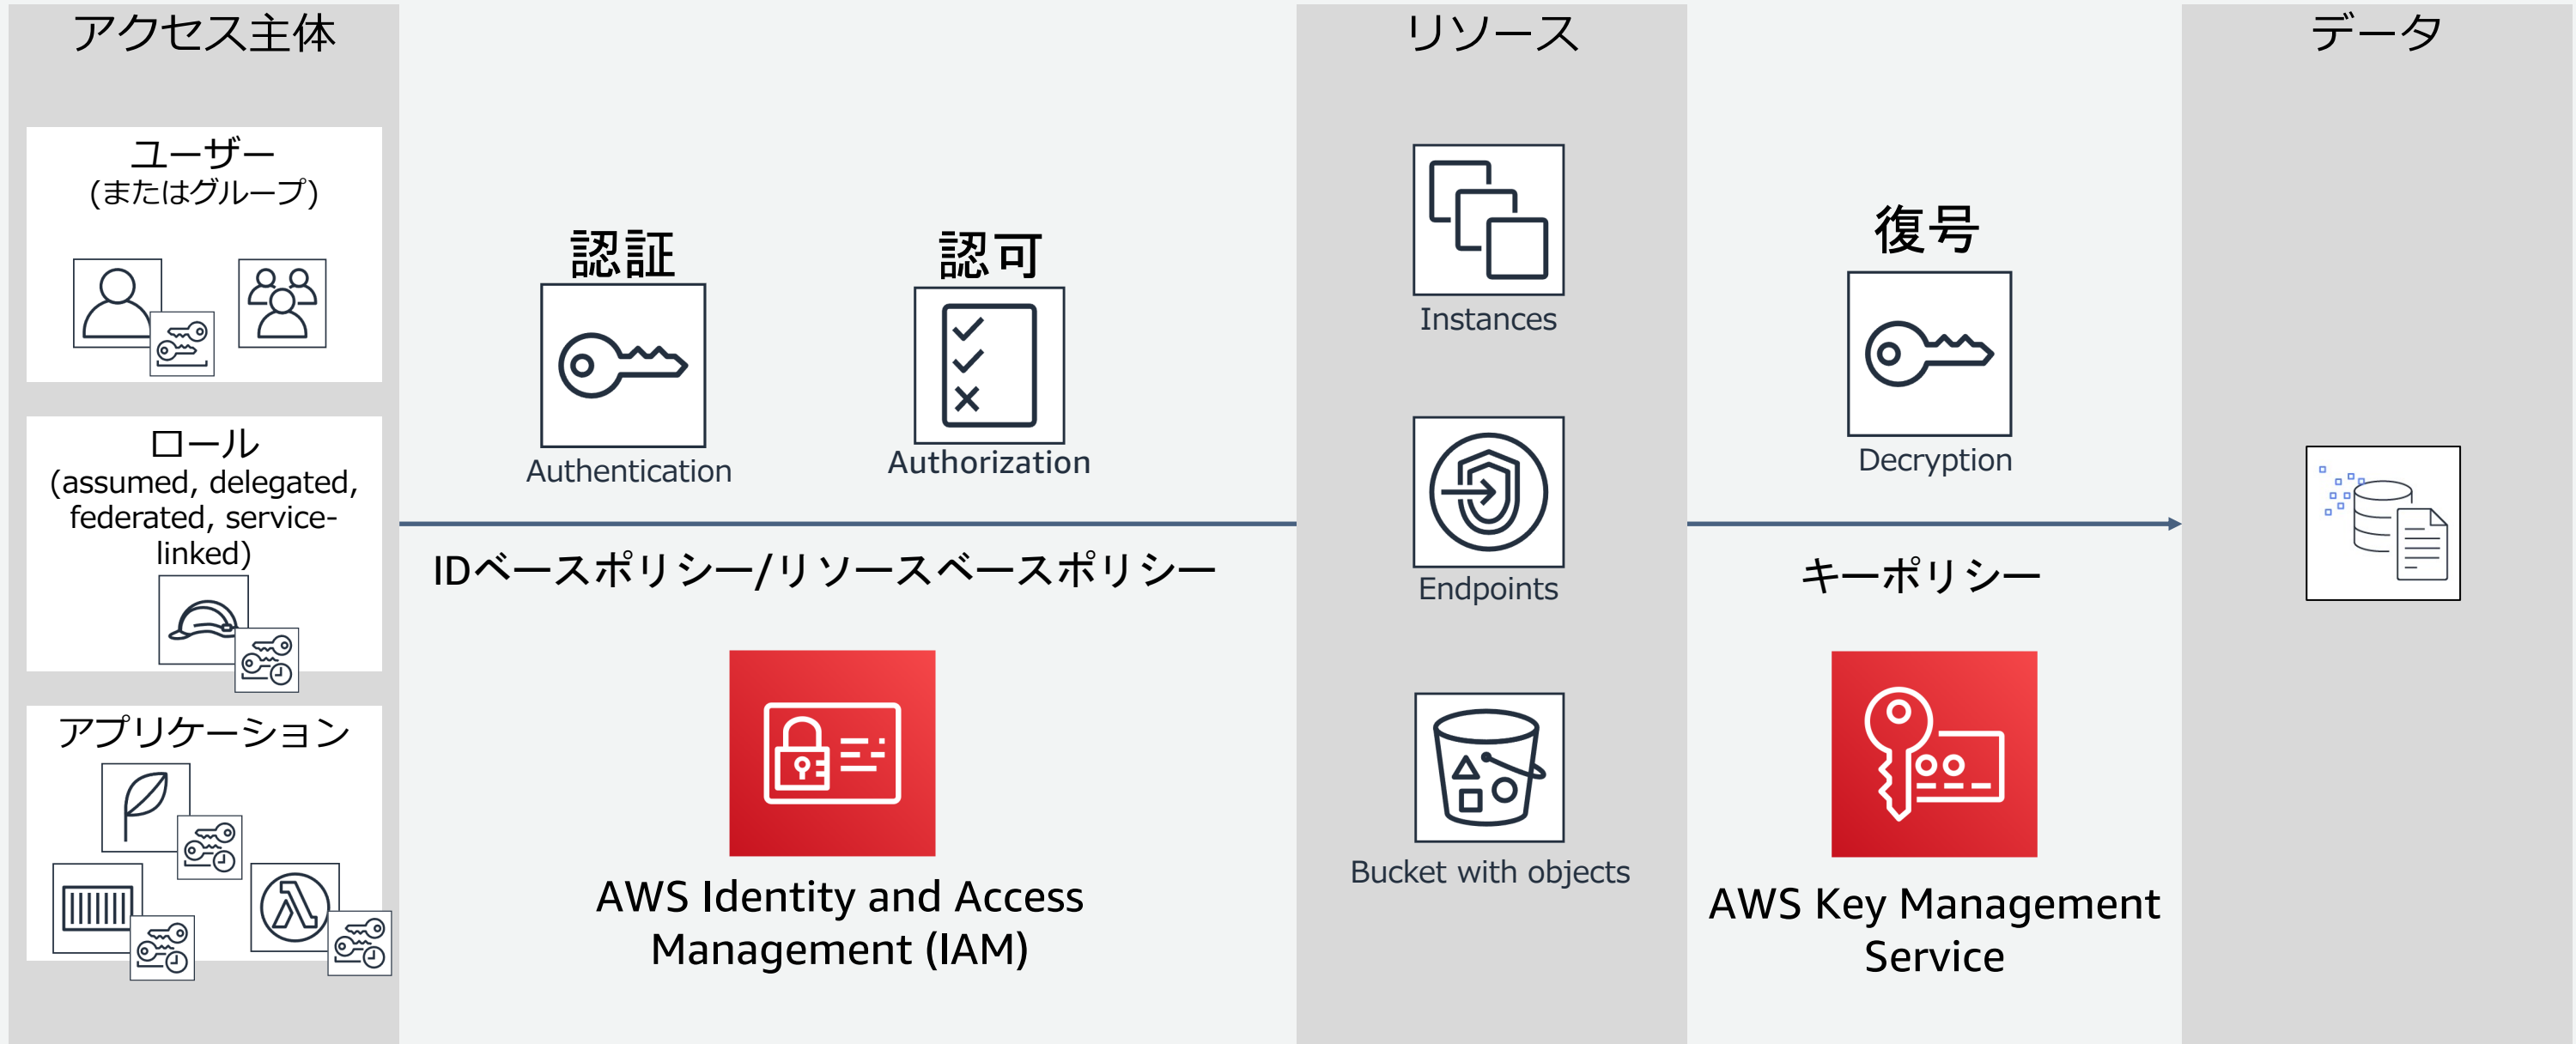 アクセス主体
ユーザー
(またはグループ)
ロール
(assumed, delegated,
federated, service-
linked)
アプリケーション
認証
Authentication
認可
Authorization
IDベースポリシー/リソースベースポリシー
AWS Identity and Access
Management (IAM)
リソース
Instances
Endpoints
Bucket with objects
復号
Decryption
キーポリシー
AWS Key Management
Service
データ